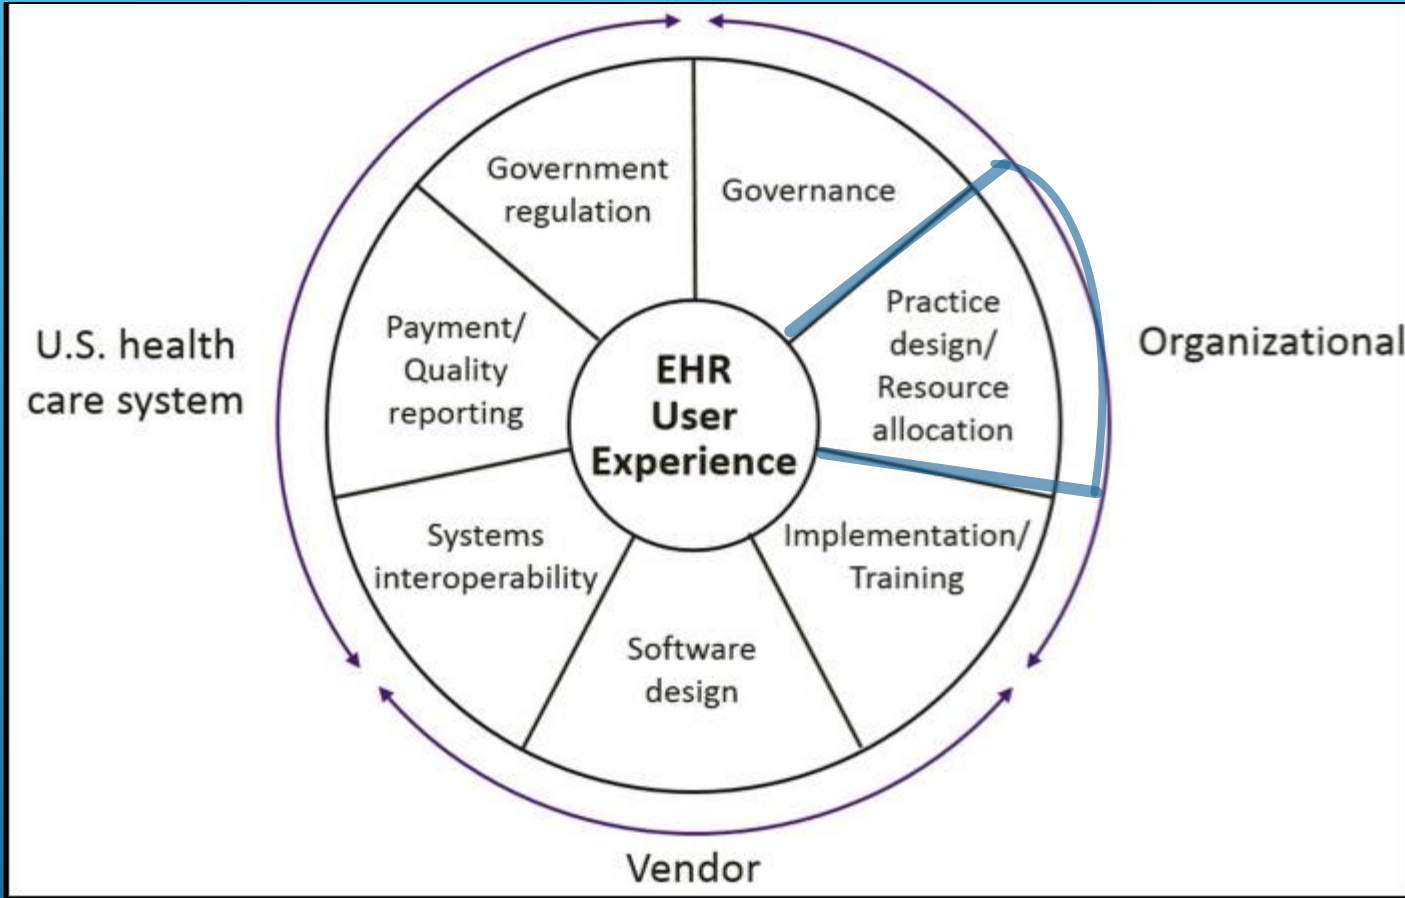 Government
regulation
Governance
Payment/
Quality
reporting
Practice
design/
Resource
allocation
U.S. health
care system
EHR
User
Experience
Organizational
Systems
interoperability
Implementation/
Training
Software
design
Vendor